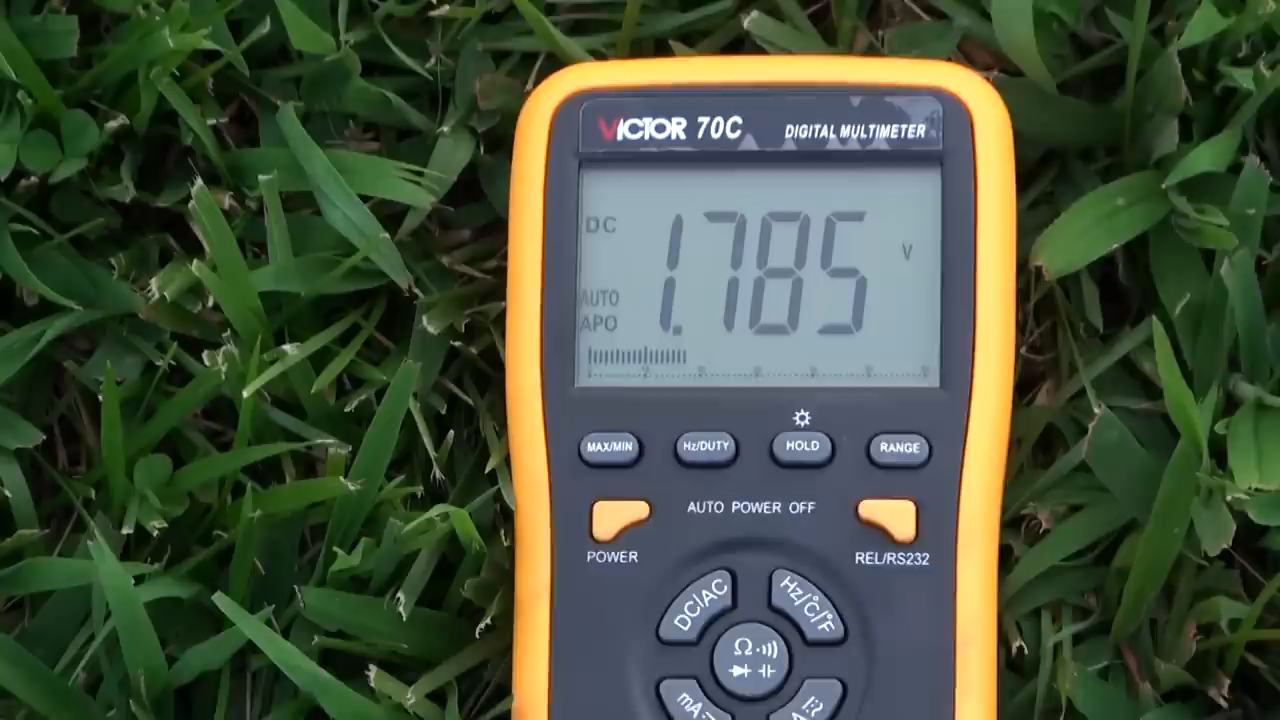 VICTOR 70C DIGITAL MULTIMETER
DC 1.785 V
AUTO
APO
MAX/MIN Hz/DUTY HOLD RANGE
AUTO POWER OFF
POWER REL/RS232
DC/AC Hz/°C/°F
Ω
mA